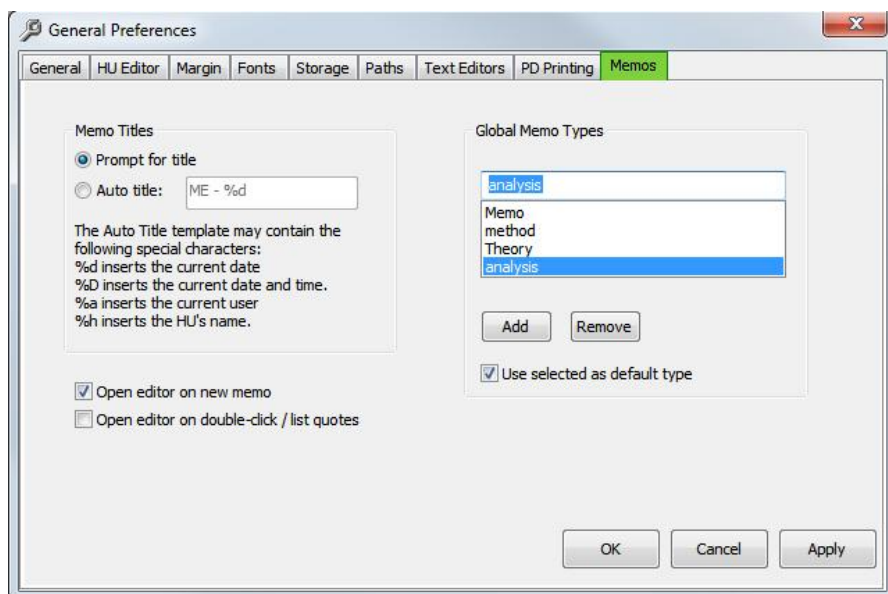 General Preferences
General HU Editor Margin Fonts Storage Paths Text Editors PD Printing Memos
Memo Titles
Prompt for title
Auto title: ME - %d
The Auto Title template may contain the
following special characters:
%d inserts the current date
%D inserts the current date and time.
%a inserts the current user
%h inserts the HU's name.
Open editor on new memo
Open editor on double-click / list quotes
Global Memo Types
analysis
Memo
method
Theory
analysis
Add Remove
Use selected as default type
OK Cancel Apply